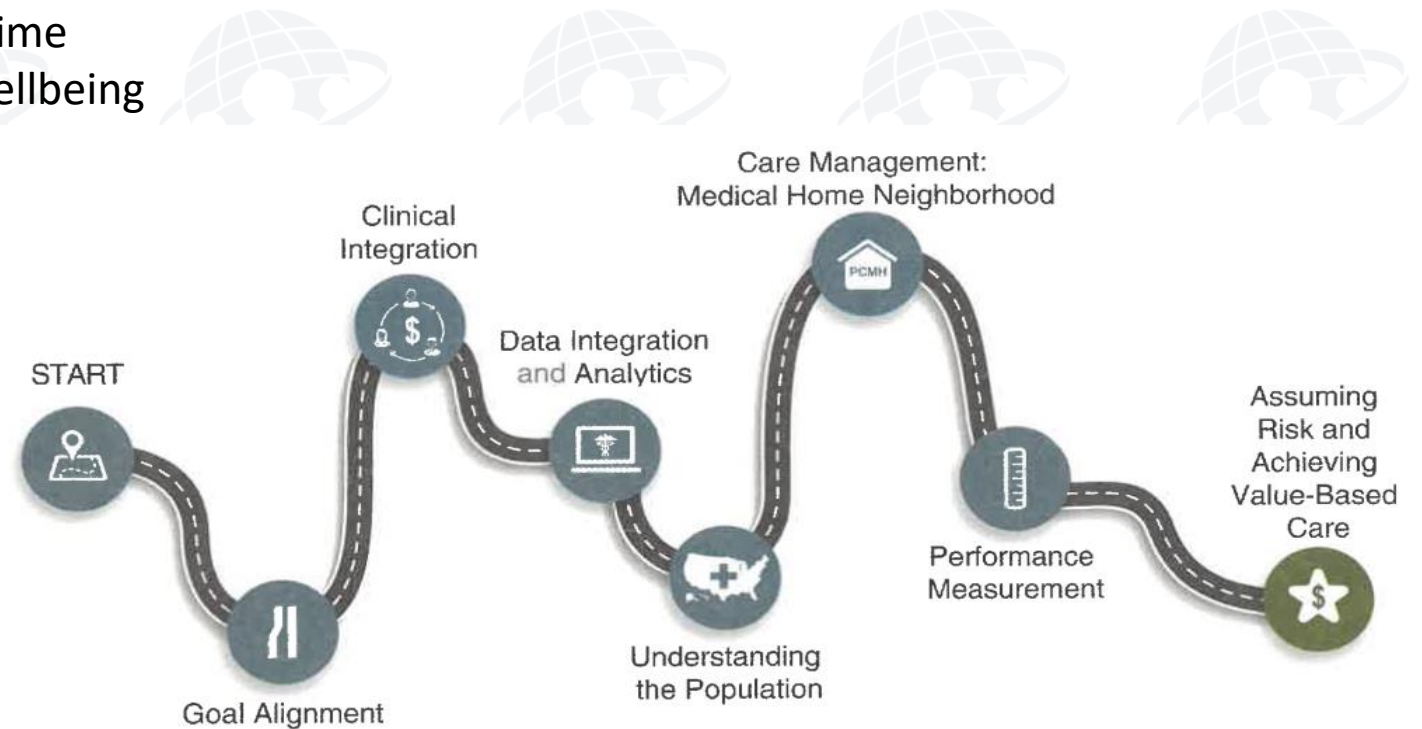 ime
ellbeing
Care Management:
Medical Home Neighborhood
Clinical
Integration
PCMH
$
Data Integration
and Analytics
START
Assuming
Risk and
Achieving
Value-Based
Care
Performance
Measurement
$
Understanding
the Population
Goal Alignment